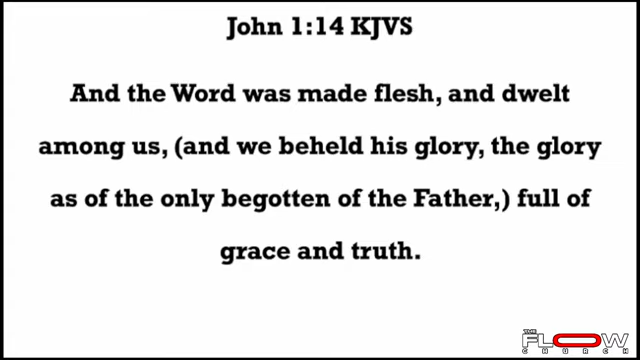 John 1:14 KJVS
And the Word was made flesh, and dwelt
among us, (and we beheld his glory, the glory
as of the only begotten of the Father,) full of
grace and truth.
THE
FLOW
CHURCH